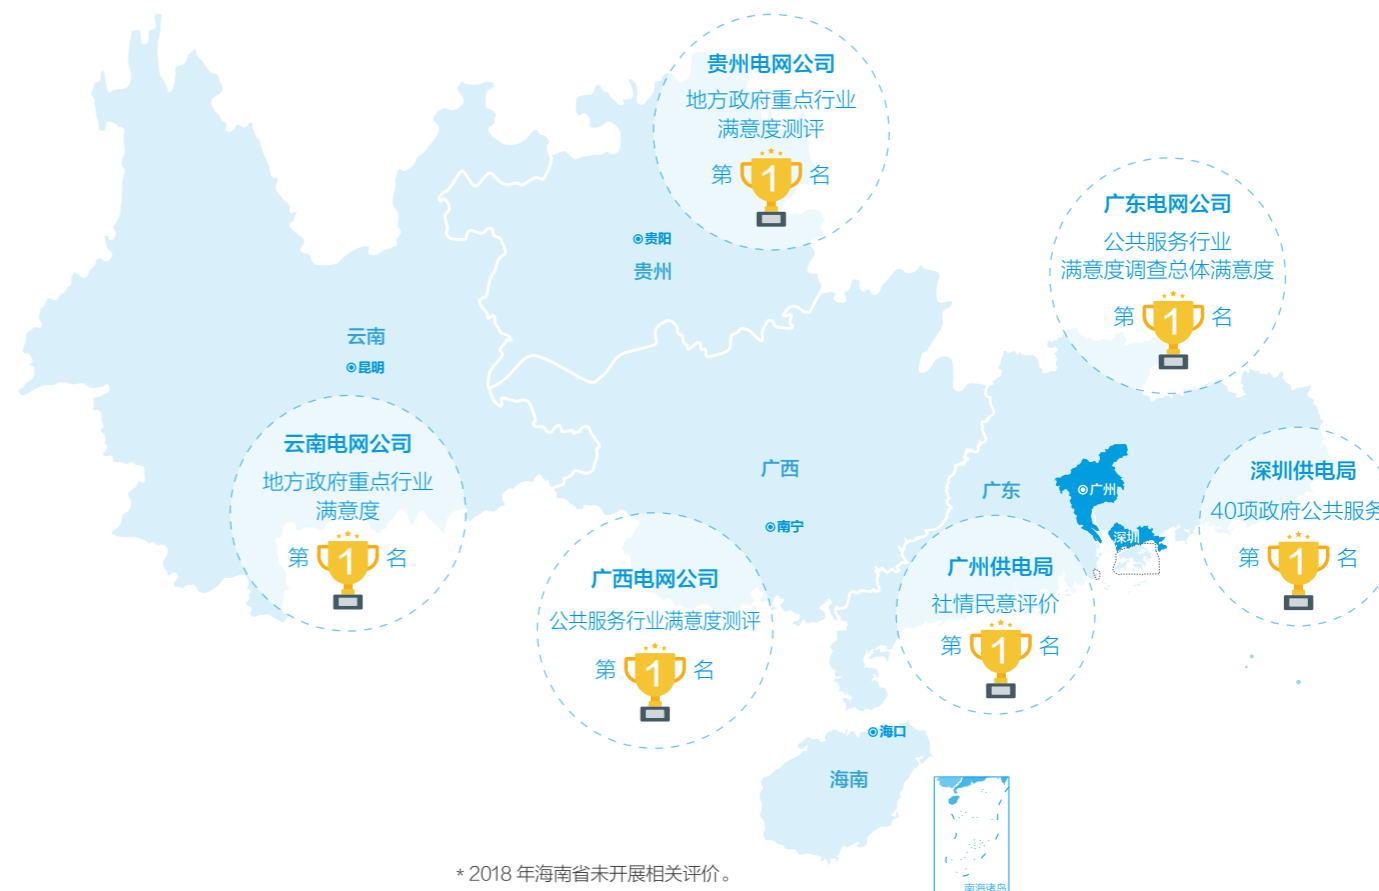 贵州电网公司
地方政府重点行业
满意度测评
第 1 名
广东电网公司
公共服务行业
满意度调查总体满意度
第 1 名
贵阳
贵州
云南
昆明
云南电网公司
地方政府重点行业
满意度
第 1 名
广西
南宁
广东
广州
深圳
深圳供电局
40项政府公共服务
第 1 名
广西电网公司
公共服务行业满意度测评
第 1 名
广州供电局
社情民意评价
第 1 名
海口
海南
南海诸岛
* 2018 年海南省未开展相关评价。